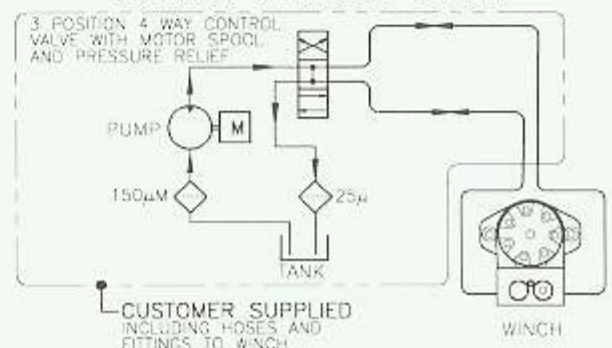 3 POSITION 4 WAY CONTROL
VALVE WITH MOTOR SPOOL
AND PRESSURE RELIEF
PUMP
M
150µM
25µ
TANK
CUSTOMER SUPPLIED
INCLUDING HOSES AND
FITTINGS TO WINCH
WINCH